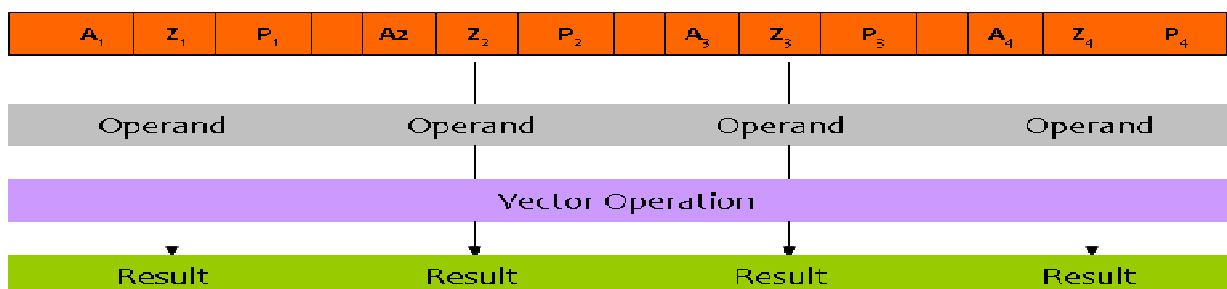 A₁ Z₁ P₁ A2 Z₂ P₂ A₃ Z₃ P₃ A₄ Z₄ P₄
Operand Operand Operand Operand
Vector Operation
Result Result Result Result